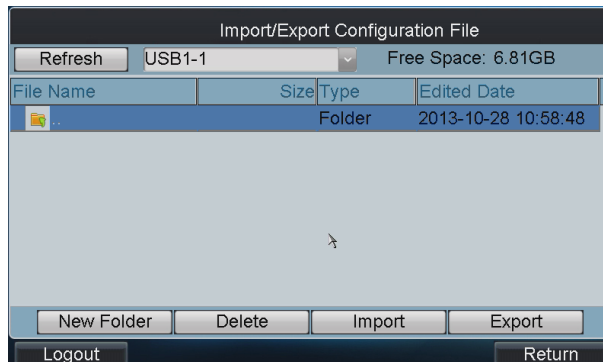 Import/Export Configuration File
Refresh USB1-1 Free Space: 6.81GB
File Name Size Type Edited Date
.. Folder 2013-10-28 10:58:48
New Folder Delete Import Export
Logout Return